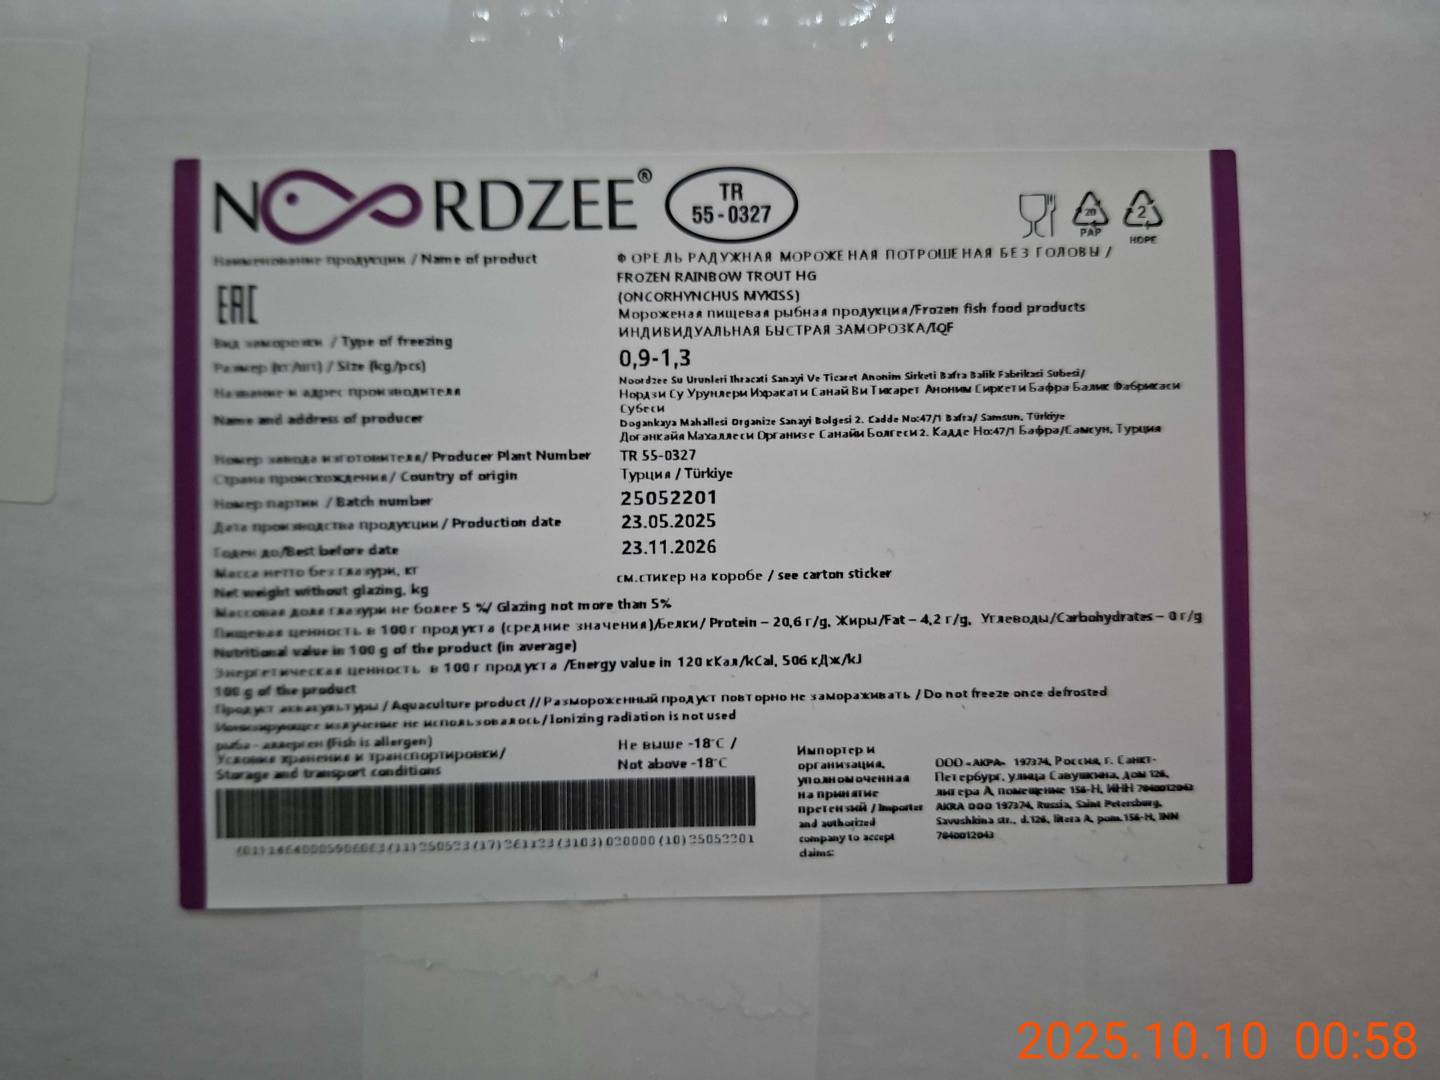 NOORDZEE®
TR
55-0327
20
PAP
2
HDPE
Наименование продукции / Name of product
ФОРЕЛЬ РАДУЖНАЯ МОРОЖЕНАЯ ПОТРОШЕНАЯ БЕЗ ГОЛОВЫ /
FROZEN RAINBOW TROUT HG
(ONCORHYNCHUS MYKISS)
EAC
Мороженая пищевая рыбная продукция/Frozen fish food products
Вид заморозки / Type of freezing
ИНДИВИДУАЛЬНАЯ БЫСТРАЯ ЗАМОРОЗКА/IQF
Размер (кг/шт) / Size (kg/pcs)
0,9-1,3
Название и адрес производителя
Noordzee Su Urunleri Ihracati Sanayi Ve Ticaret Anonim Sirketi Bafra Balik Fabrikasi Subesi/
Нордзи Су Урунлери Ихракати Санай Ви Тикарет Аноним Сиркети Бафра Балик Фабрикаси
Субеси
Name and address of producer
Dogankaya Mahallesi Organize Sanayi Bolgesi 2. Cadde No:47/1 Bafra/ Samsun, Türkiye
Доганкайя Махаллеси Организе Санайи Болгеси 2. Кадде Но:47/1 Бафра/Самсун, Турция
Номер завода изготовителя/ Producer Plant Number
TR 55-0327
Страна происхождения/ Country of origin
Турция / Türkiye
Номер партии / Batch number
25052201
Дата производства продукции / Production date
23.05.2025
Годен до/Best before date
23.11.2026
Масса нетто без глазури, кг
Net weight without glazing, kg
см.стикер на коробе / see carton sticker
Массовая доля глазури не более 5 %/ Glazing not more than 5%
Пищевая ценность в 100 г продукта (средние значения)/Белки/ Protein – 20,6 г/g, Жиры/Fat – 4,2 г/g, Углеводы/Carbohydrates – 0 г/g
Nutritional value in 100 g of the product (in average)
Энергетическая ценность в 100 г продукта /Energy value in 120 кКал/kCal, 506 кДж/kJ
100 g of the product
Продукт аквакультуры / Aquaculture product // Размороженный продукт повторно не замораживать / Do not freeze once defrosted
Ионизирующее излучение не использовалось/ Ionizing radiation is not used
рыба - аллерген (Fish is allergen)
Условия хранения и транспортировки/
Storage and transport conditions
Не выше -18°C /
Not above -18°C
Импортер и
организация,
уполномоченная
на принятие
претензий / Importer
and authorized
company to accept
claims:
ООО «АКРА» 197374, Россия, г. Санкт-
Петербург, улица Савушкина, дом 126,
литера А, помещение 156-Н, ИНН 7840012043
AKRA OOO 197374, Russia, Saint Petersburg,
Savushkina str., d.126, litera A, pom.156-H, INN
7840012043
(11)250523(17)261123(3103)020000(10)25052201
2025.10.10 00:58